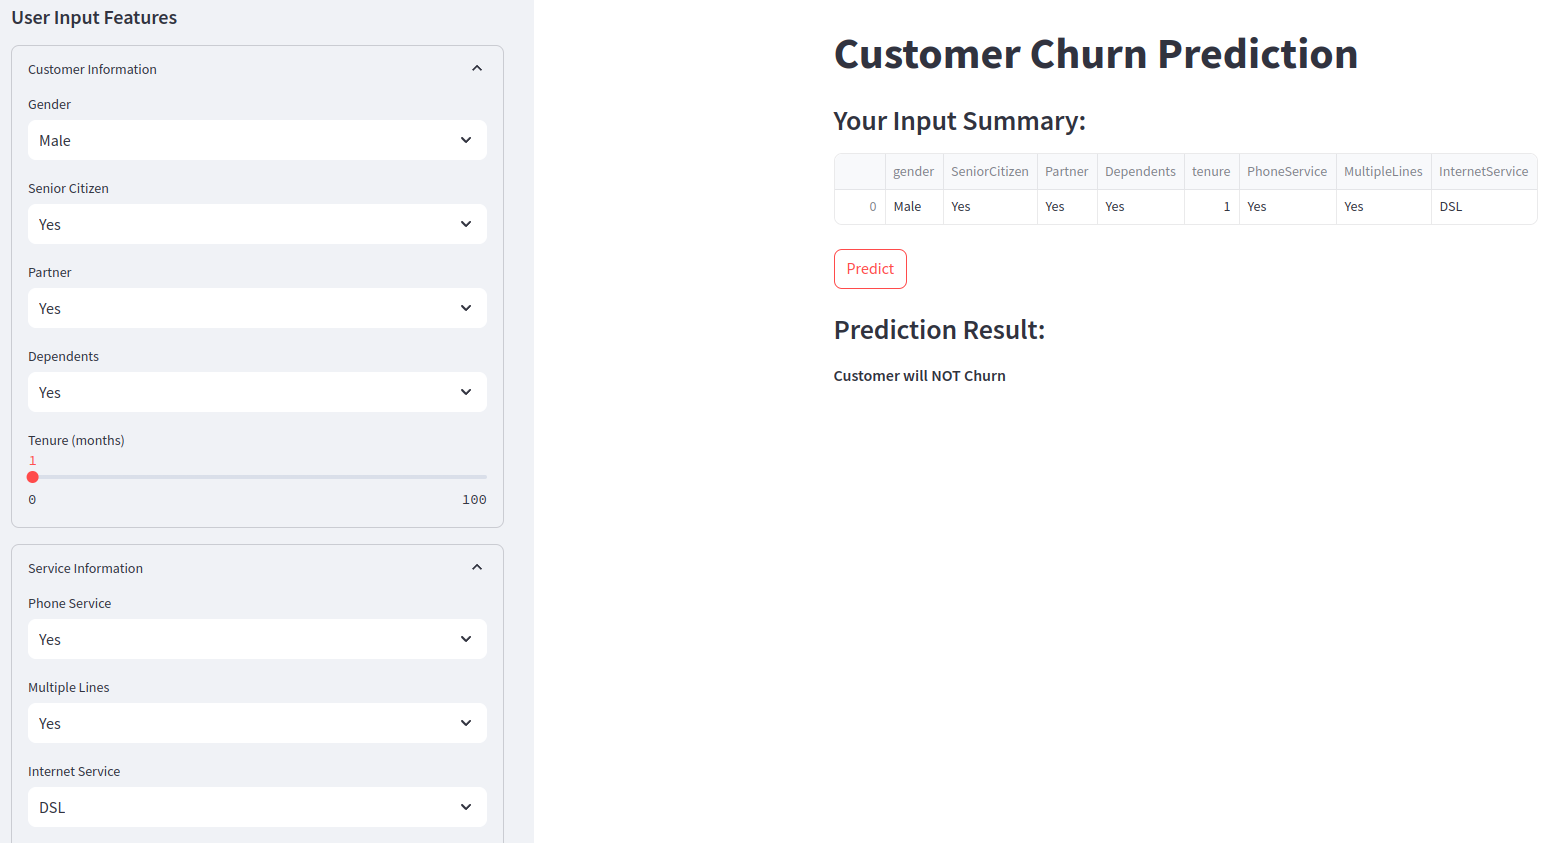 User Input Features
Customer Information
Gender
Male
Senior Citizen
Yes
Partner
Yes
Dependents
Yes
Tenure (months)
1
0 100
Service Information
Phone Service
Yes
Multiple Lines
Yes
Internet Service
DSL
Customer Churn Prediction
Your Input Summary:
gender SeniorCitizen Partner Dependents tenure PhoneService MultipleLines InternetService
0 Male Yes Yes Yes 1 Yes Yes DSL
Predict
Prediction Result:
Customer will NOT Churn